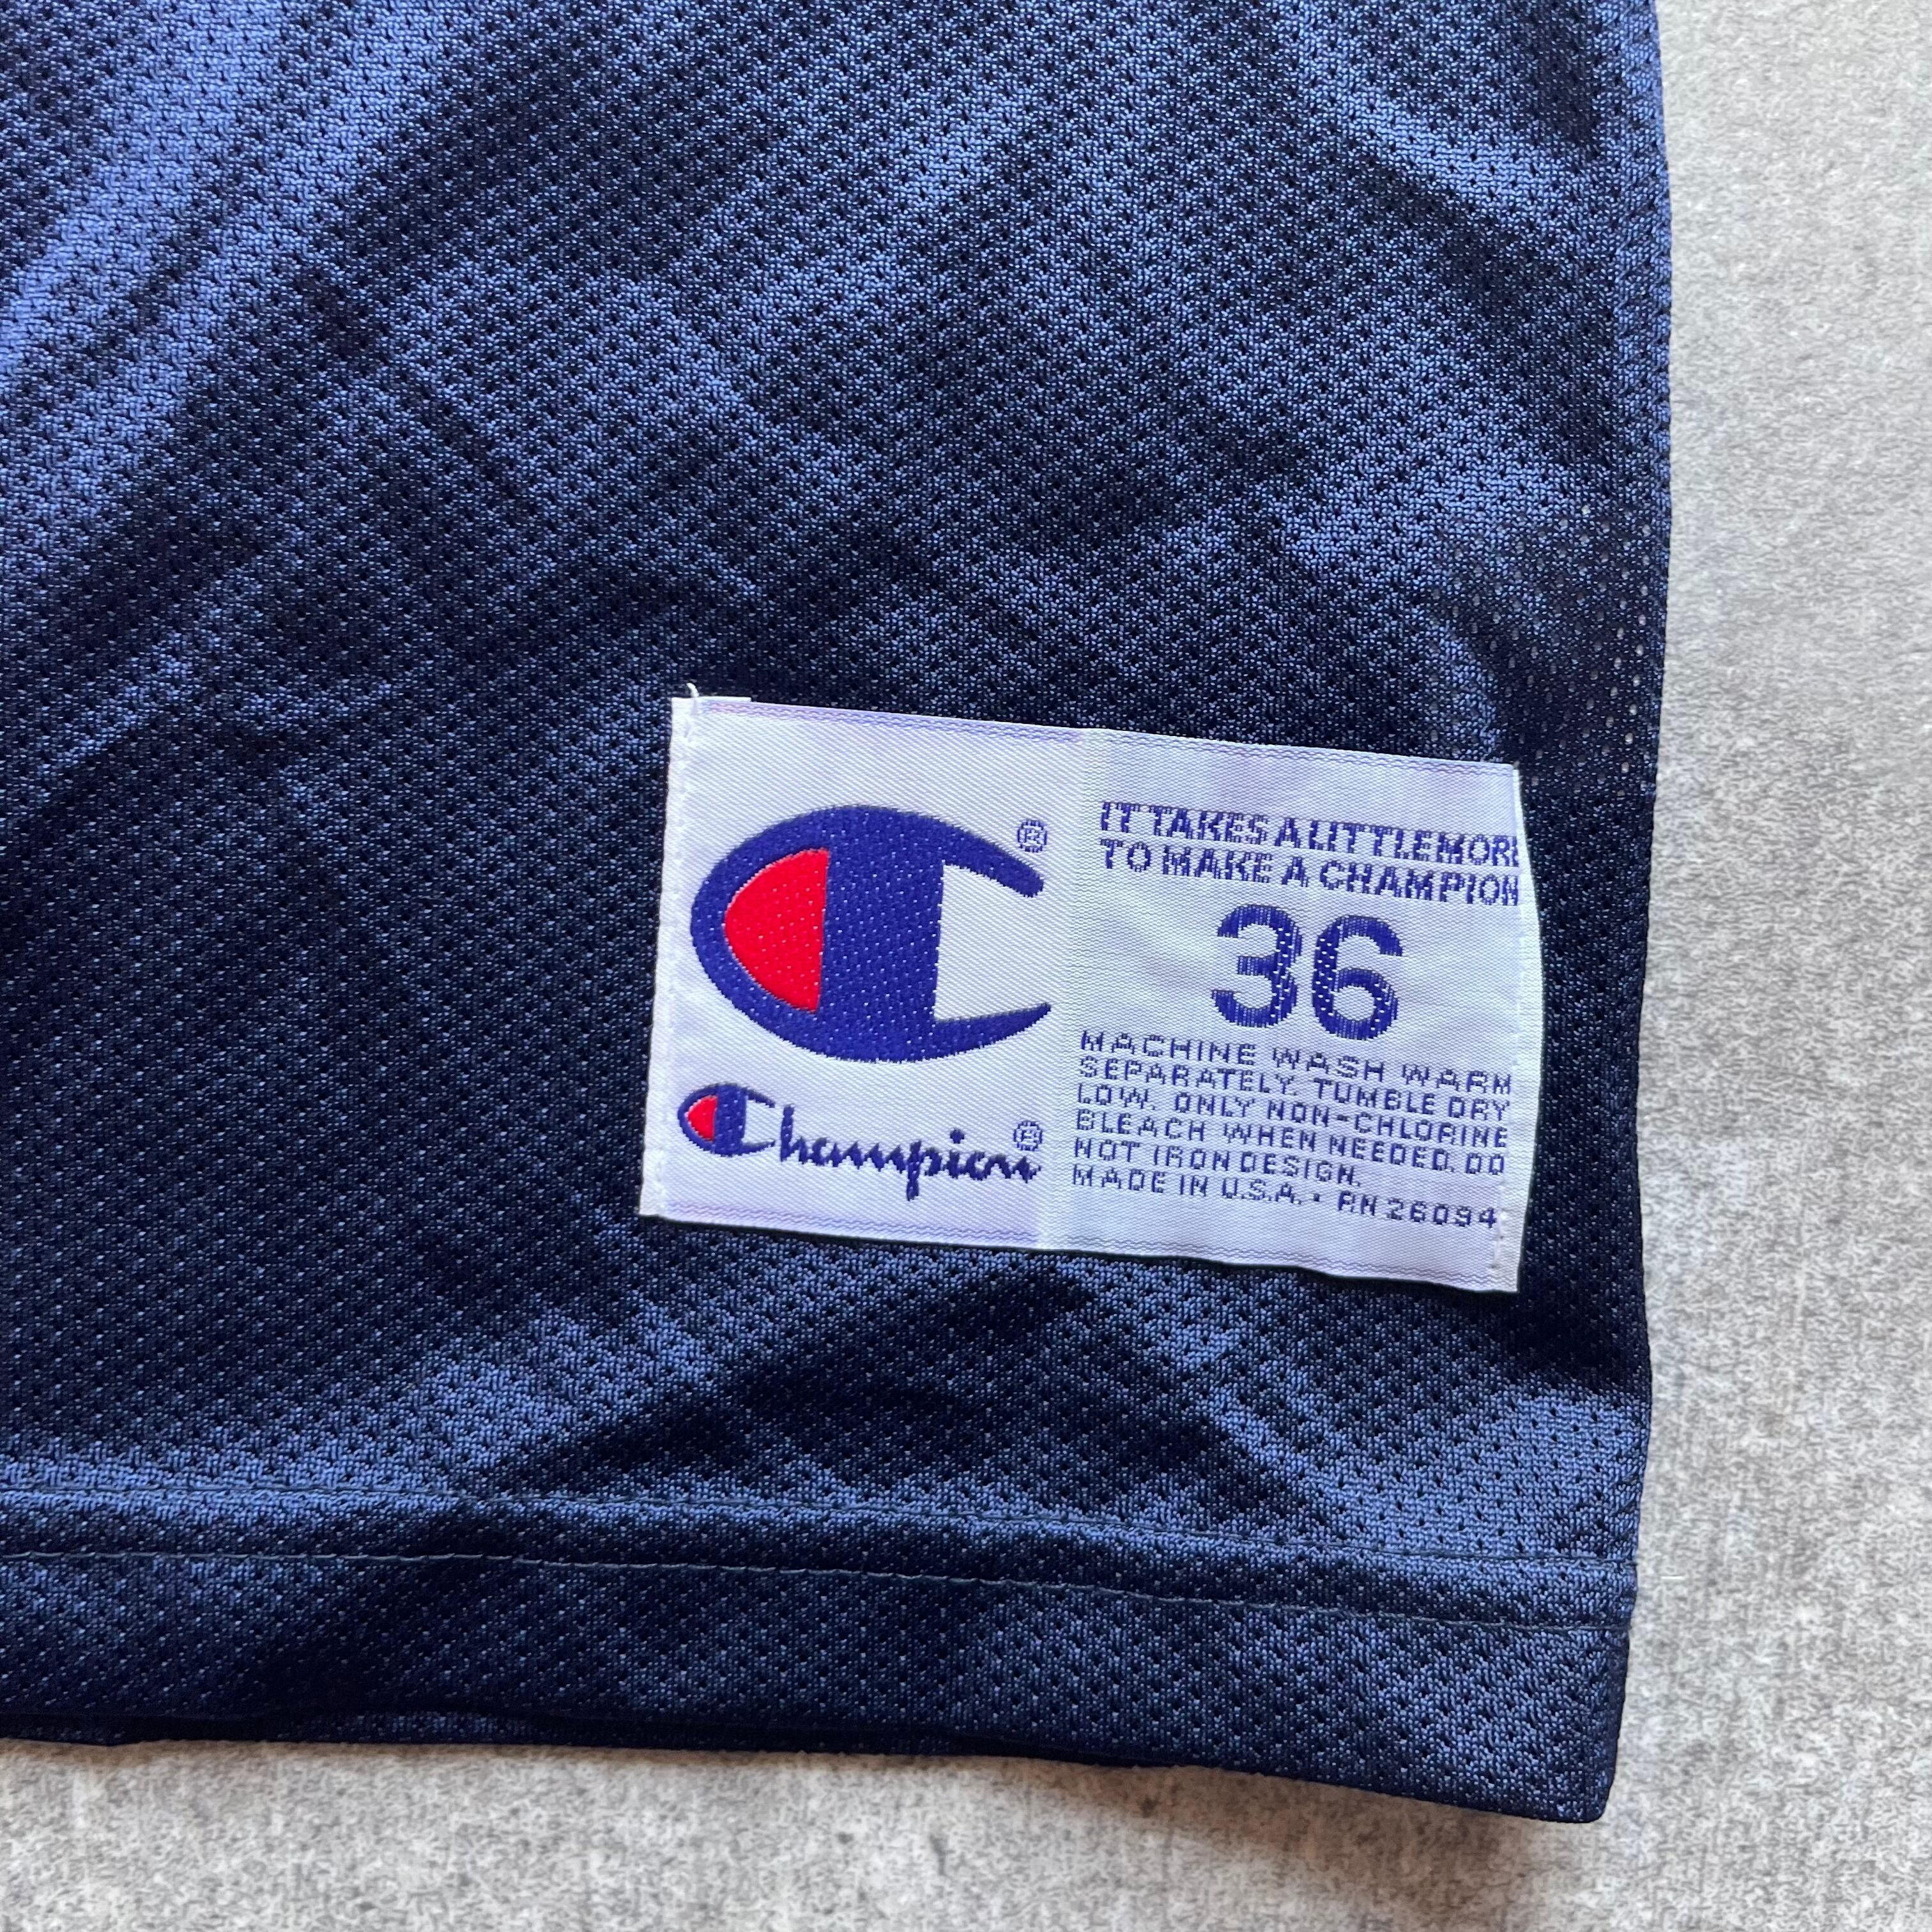 Champion
®
®
IT TAKES A LITTLE MORE
TO MAKE A CHAMPION
36
MACHINE WASH WARM
SEPARATELY. TUMBLE DRY
LOW. ONLY NON-CHLORINE
BLEACH WHEN NEEDED. DO
NOT IRON DESIGN.
MADE IN U.S.A. • RN 26094